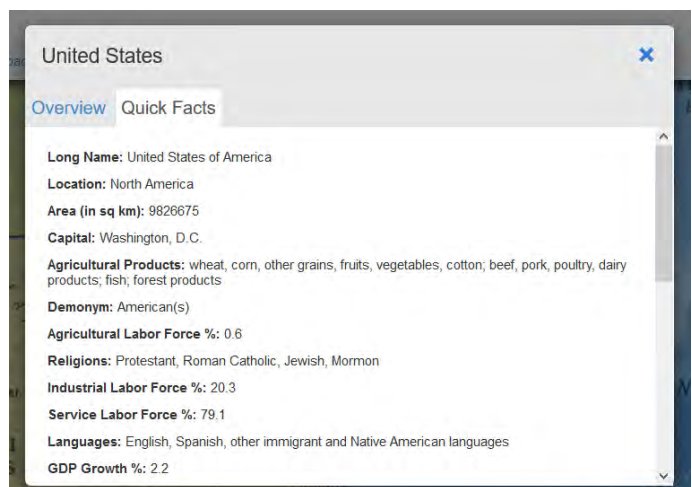 United States
Overview Quick Facts
Long Name: United States of America
Location: North America
Area (in sq km): 9826675
Capital: Washington, D.C.
Agricultural Products: wheat, corn, other grains, fruits, vegetables, cotton; beef, pork, poultry, dairy
products; fish; forest products
Demonym: American(s)
Agricultural Labor Force %: 0.6
Religions: Protestant, Roman Catholic, Jewish, Mormon
Industrial Labor Force %: 20.3
Service Labor Force %: 79.1
Languages: English, Spanish, other immigrant and Native American languages
GDP Growth %: 2.2